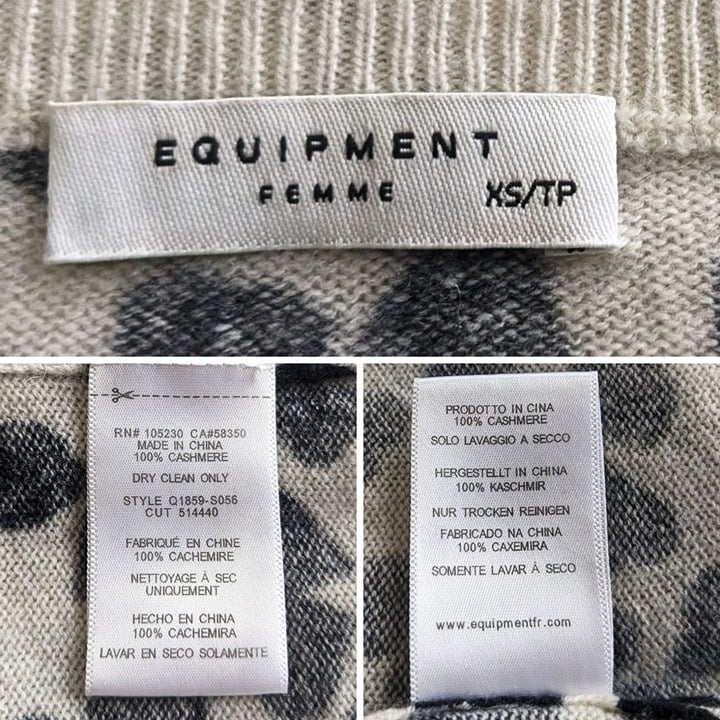 EQUIPMENT
FEMME
XS/TP
RN# 105230 CA#58350
MADE IN CHINA
100% CASHMERE
DRY CLEAN ONLY
STYLE Q1859-S056
CUT 514440
FABRIQUÉ EN CHINE
100% CACHEMIRE
NETTOYAGE À SEC
UNIQUEMENT
HECHO EN CHINA
100% CACHEMIRA
LAVAR EN SECO SOLAMENTE
PRODOTTO IN CINA
100% CASHMERE
SOLO LAVAGGIO A SECCO
HERGESTELLT IN CHINA
100% KASCHMIR
NUR TROCKEN REINIGEN
FABRICADO NA CHINA
100% CAXEMIRA
SOMENTE LAVAR À SECO
www.equipmentfr.com